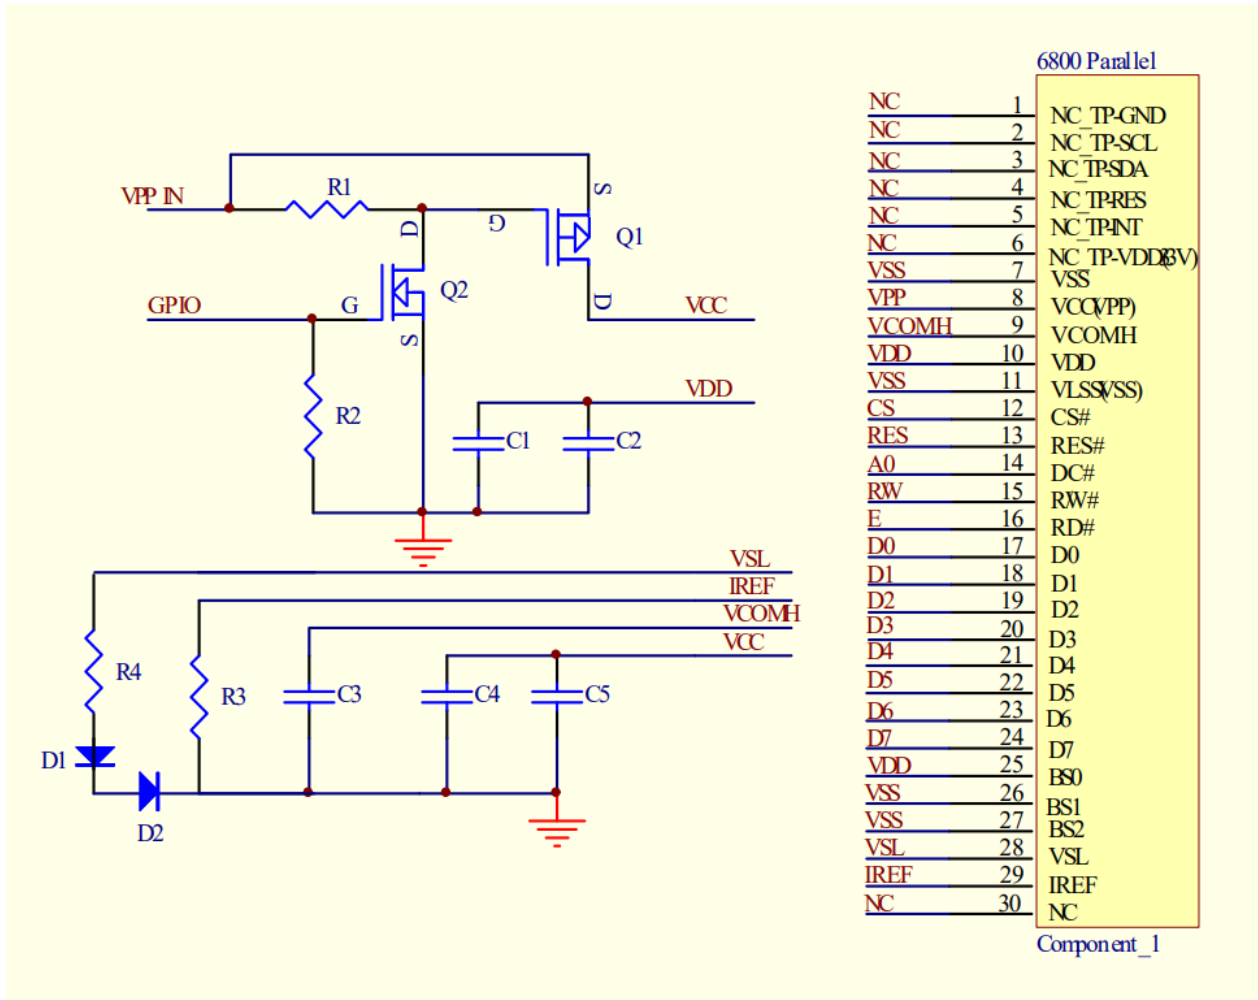 VPP IN
R1
S
D
G
Q1
G
Q2
D
GPIO
VCC
S
R2
VDD
C1
C2
VSL
IREF
VCOMH
VCC
R4
R3
C3
C4
C5
D1
D2
6800 Parallel
NC 1 NC_TP-GND
NC 2 NC_TP-SCL
NC 3 NC_TP-SDA
NC 4 NC_TP-RES
NC 5 NC_TP-INT
NC 6 NC_TP-VDD(3V)
VSS 7 VSS
VPP 8 VCC(VPP)
VCOMH 9 VCOMH
VDD 10 VDD
VSS 11 VLSS(VSS)
CS 12 CS#
RES 13 RES#
A0 14 DC#
RW 15 RW#
E 16 RD#
D0 17 D0
D1 18 D1
D2 19 D2
D3 20 D3
D4 21 D4
D5 22 D5
D6 23 D6
D7 24 D7
VDD 25 BS0
VSS 26 BS1
VSS 27 BS2
VSL 28 VSL
IREF 29 IREF
NC 30 NC
Component_1